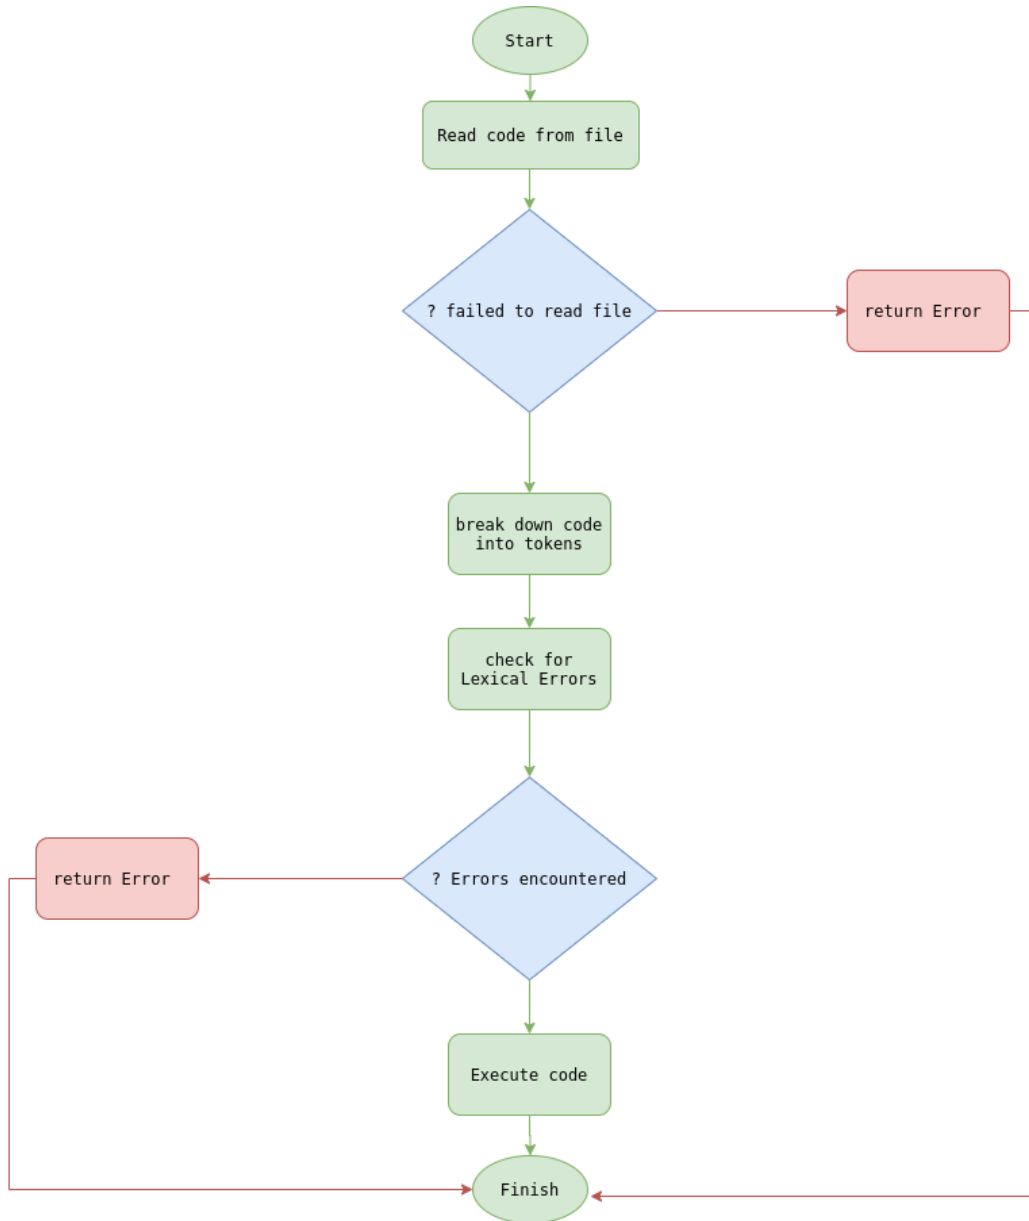 Start
Read code from file
? failed to read file
return Error
break down code
into tokens
check for
Lexical Errors
return Error
? Errors encountered
Execute code
Finish